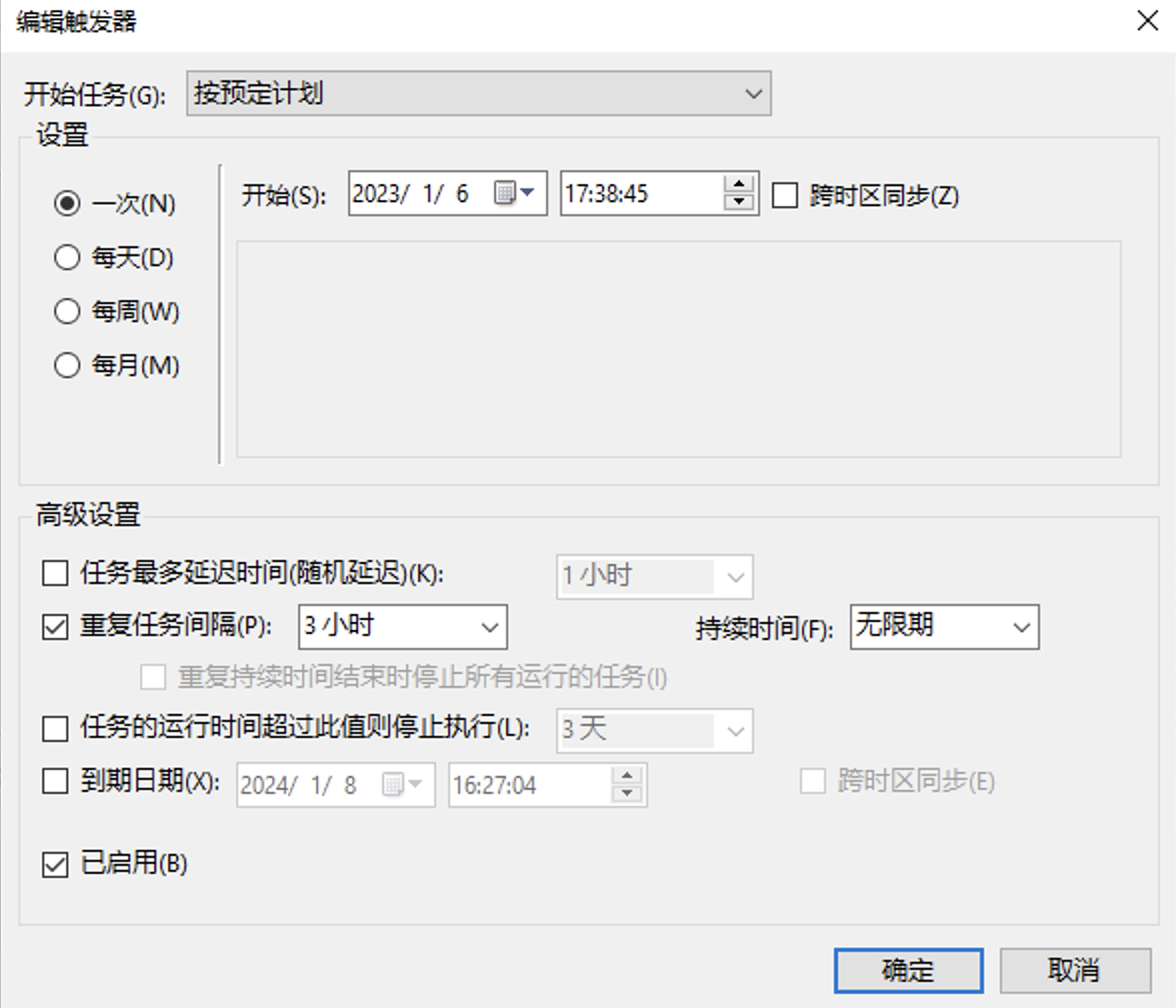 编辑触发器
开始任务(G): 按预定计划
设置
一次(N)
每天(D)
每周(W)
每月(M)
开始(S): 2023/ 1/ 6 17:38:45 跨时区同步(Z)
高级设置
任务最多延迟时间(随机延迟)(K): 1 小时
重复任务间隔(P): 3 小时 持续时间(F): 无限期
重复持续时间结束时停止所有运行的任务(I)
任务的运行时间超过此值则停止执行(L): 3 天
到期日期(X): 2024/ 1/ 8 16:27:04 跨时区同步(E)
已启用(B)
确定 取消